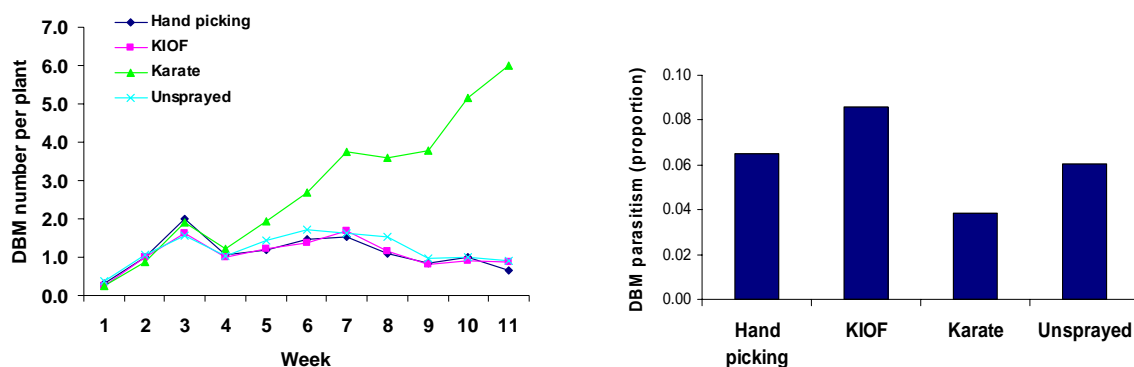 Hand picking
KIOF
Karate
Unsprayed
DBM number per plant
7.0
6.0
5.0
4.0
3.0
2.0
1.0
0.0
1 2 3 4 5 6 7 8 9 10 11
Week
DBM parasitism (proportion)
0.10
0.08
0.06
0.04
0.02
0.00
Hand picking KIOF Karate Unsprayed